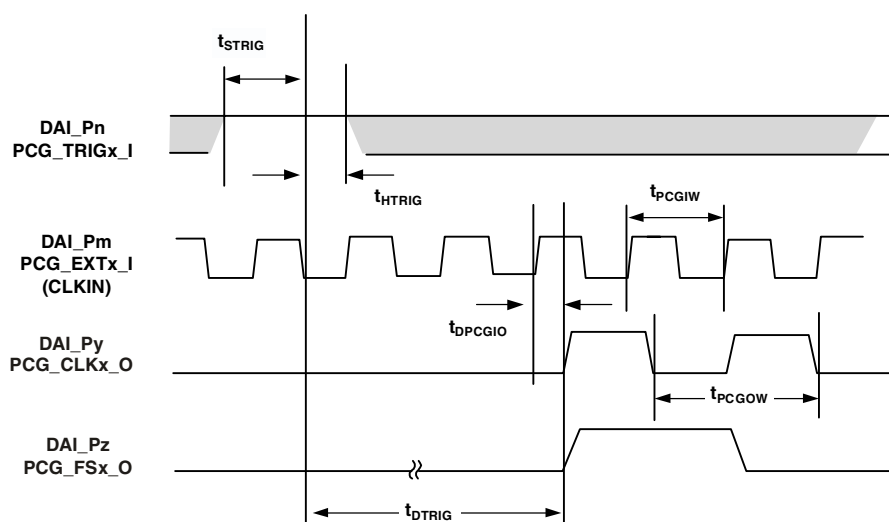 tSTRIG
DAI_Pn
PCG_TRIGx_I
tHTRIG
tPCGIW
DAI_Pm
PCG_EXTx_I
(CLKIN)
tDPCGIO
DAI_Py
PCG_CLKx_O
tPCGOW
DAI_Pz
PCG_FSx_O
tDTRIG